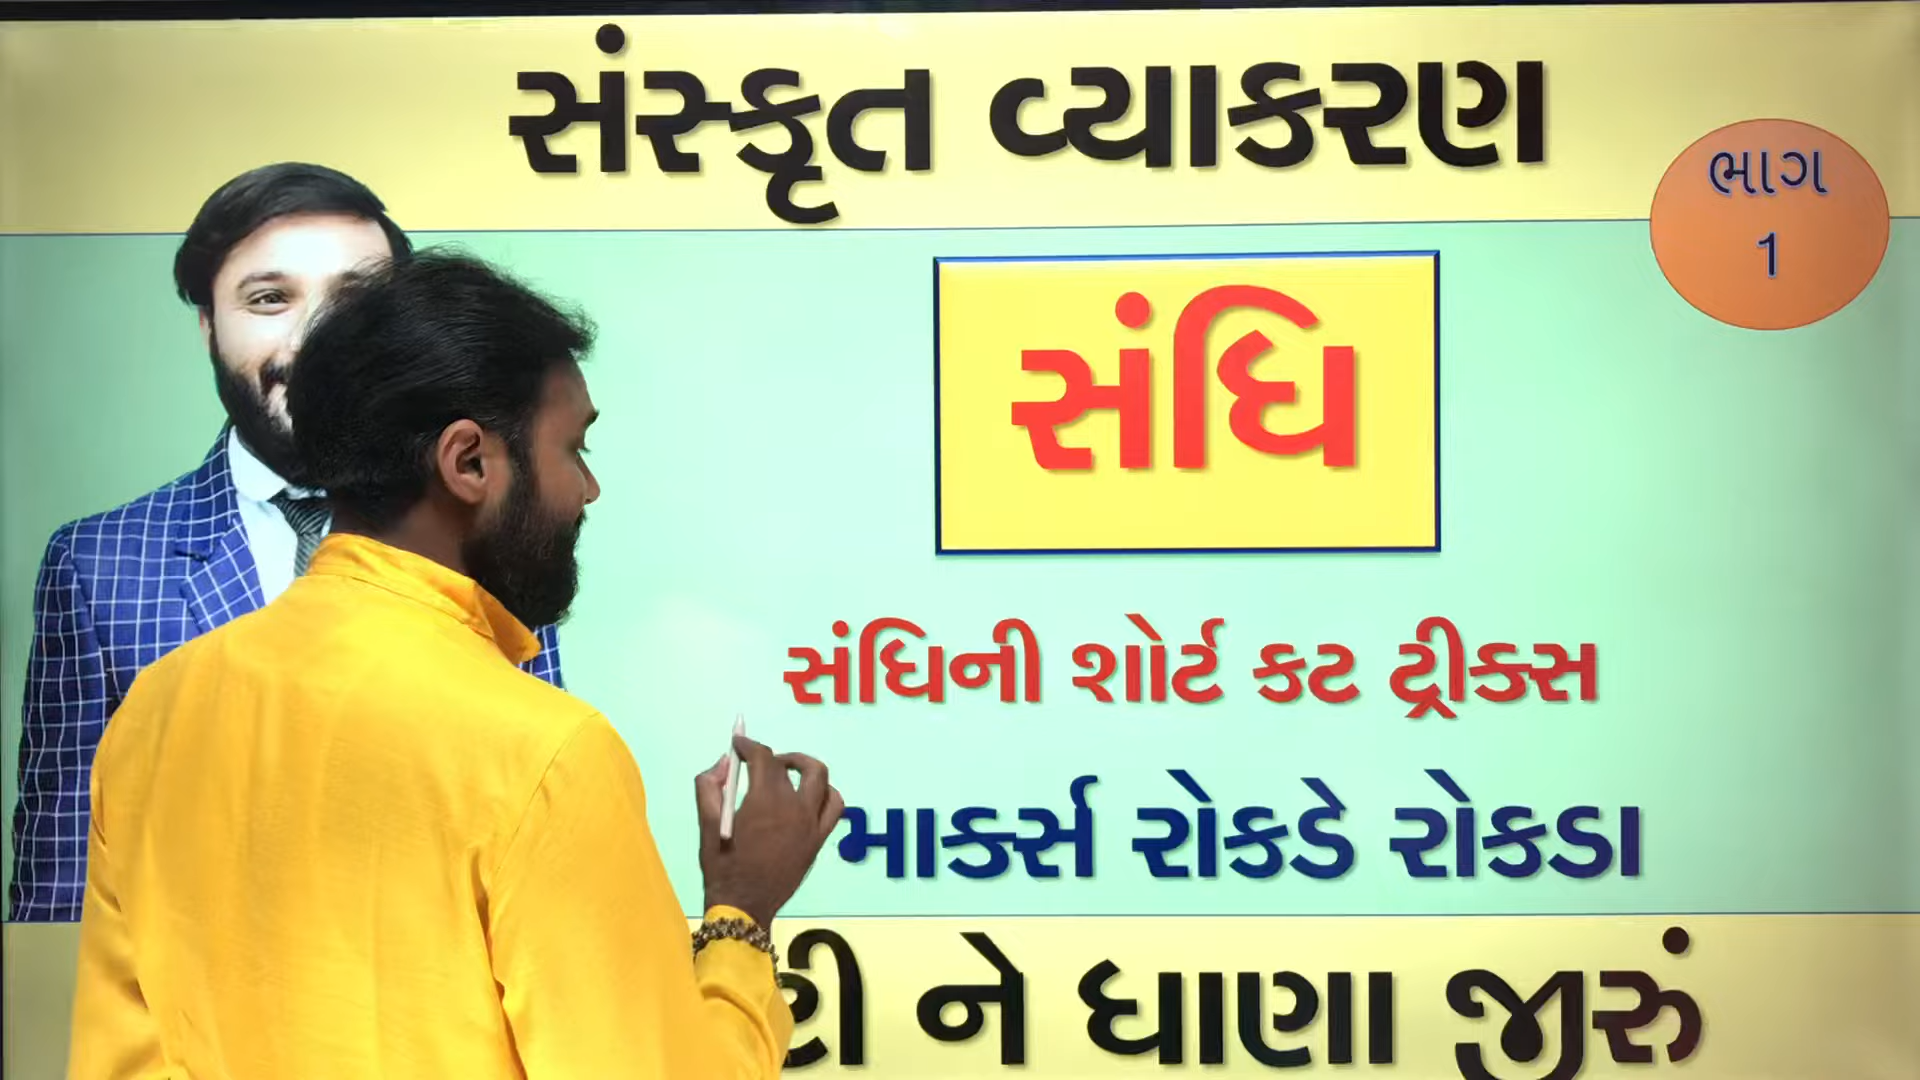 સંસ્કૃત વ્યાકરણ
ભાગ
1
સંધિ
સંધિની શોર્ટ કટ ટ્રીક્સ
માર્ક્સ રોકડે રોકડા
ને ધાણા જીરું